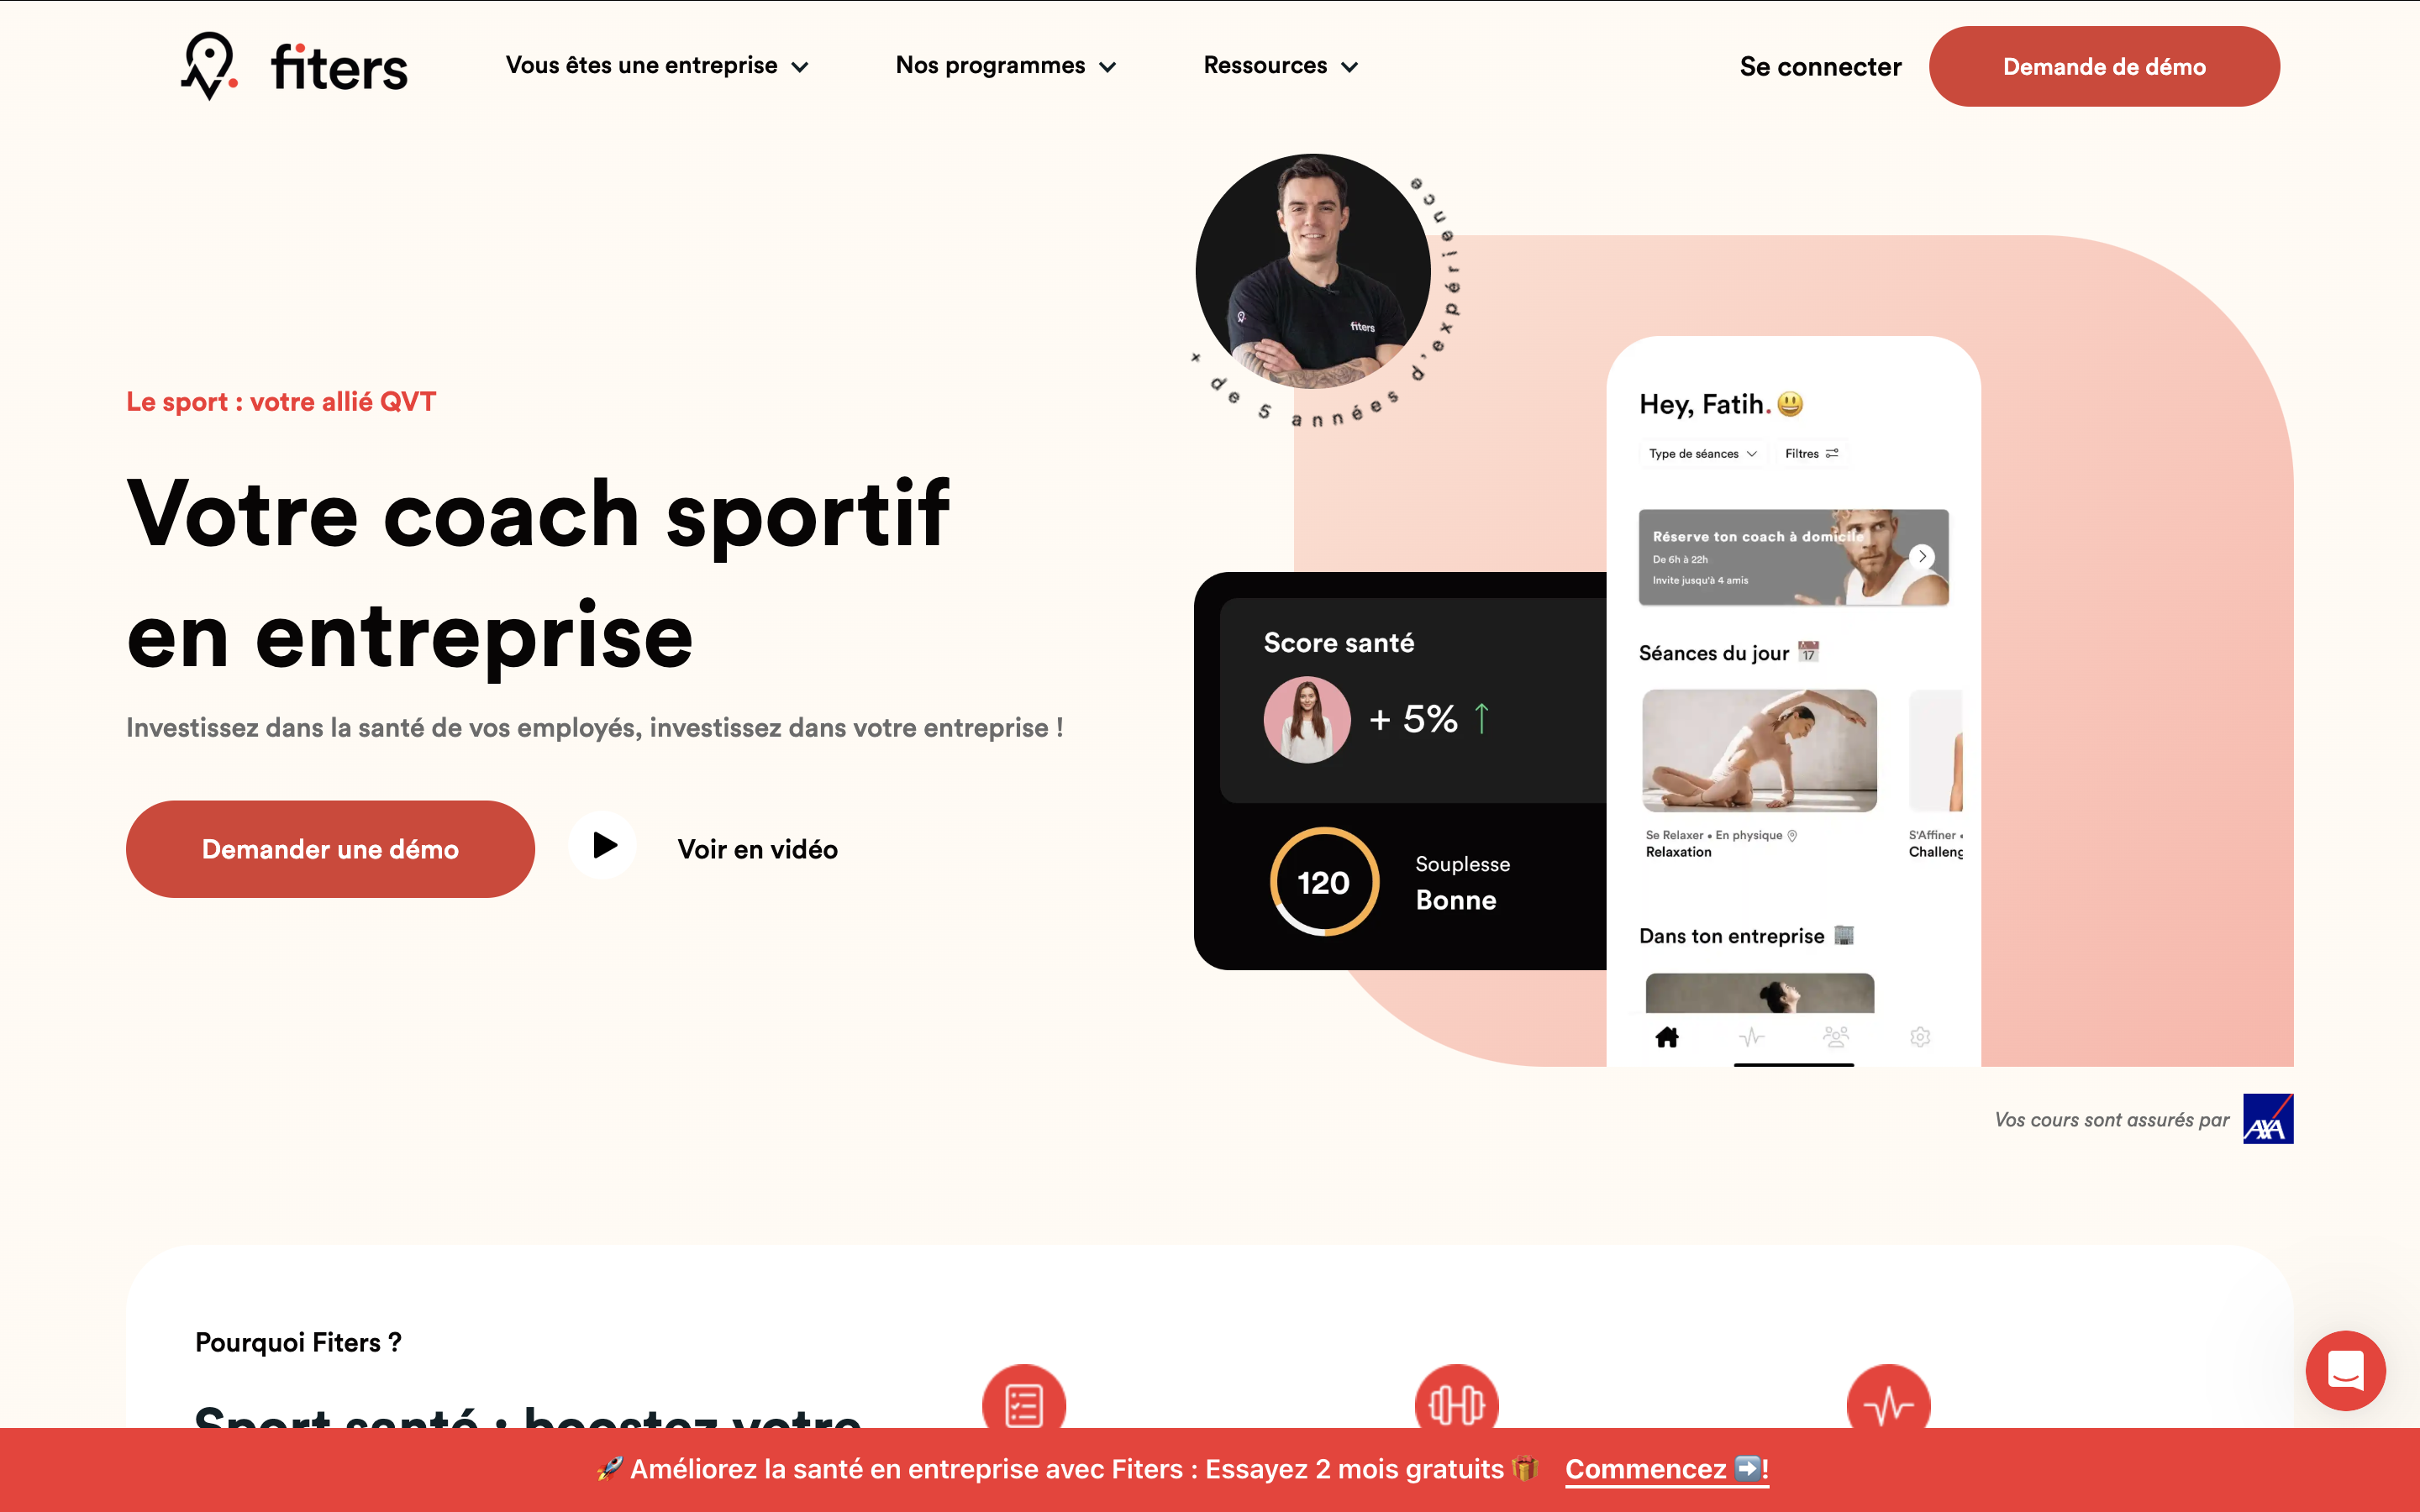 fiters
Vous êtes une entreprise
Nos programmes
Ressources
Se connecter
Demande de démo
fiters
+ de 5 années d'expérience
Le sport : votre allié QVT
Votre coach sportif
en entreprise
Investissez dans la santé de vos employés, investissez dans votre entreprise !
Demander une démo
Voir en vidéo
Score santé
+ 5% ↑
120
Souplesse
Bonne
Hey, Fatih. 😃
Type de séances
Filtres
Réserve ton coach à domicile
De 6h à 22h
Invite jusqu'à 4 amis
Séances du jour 📅
17
Se Relaxer • En physique
Relaxation
S'Affiner •
Challeng
Dans ton entreprise 🏢
Vos cours sont assurés par
AXA
Pourquoi Fiters ?
Sport santé : boostez votre
🚀 Améliorez la santé en entreprise avec Fiters : Essayez 2 mois gratuits 🎁
Commencez ➡️!